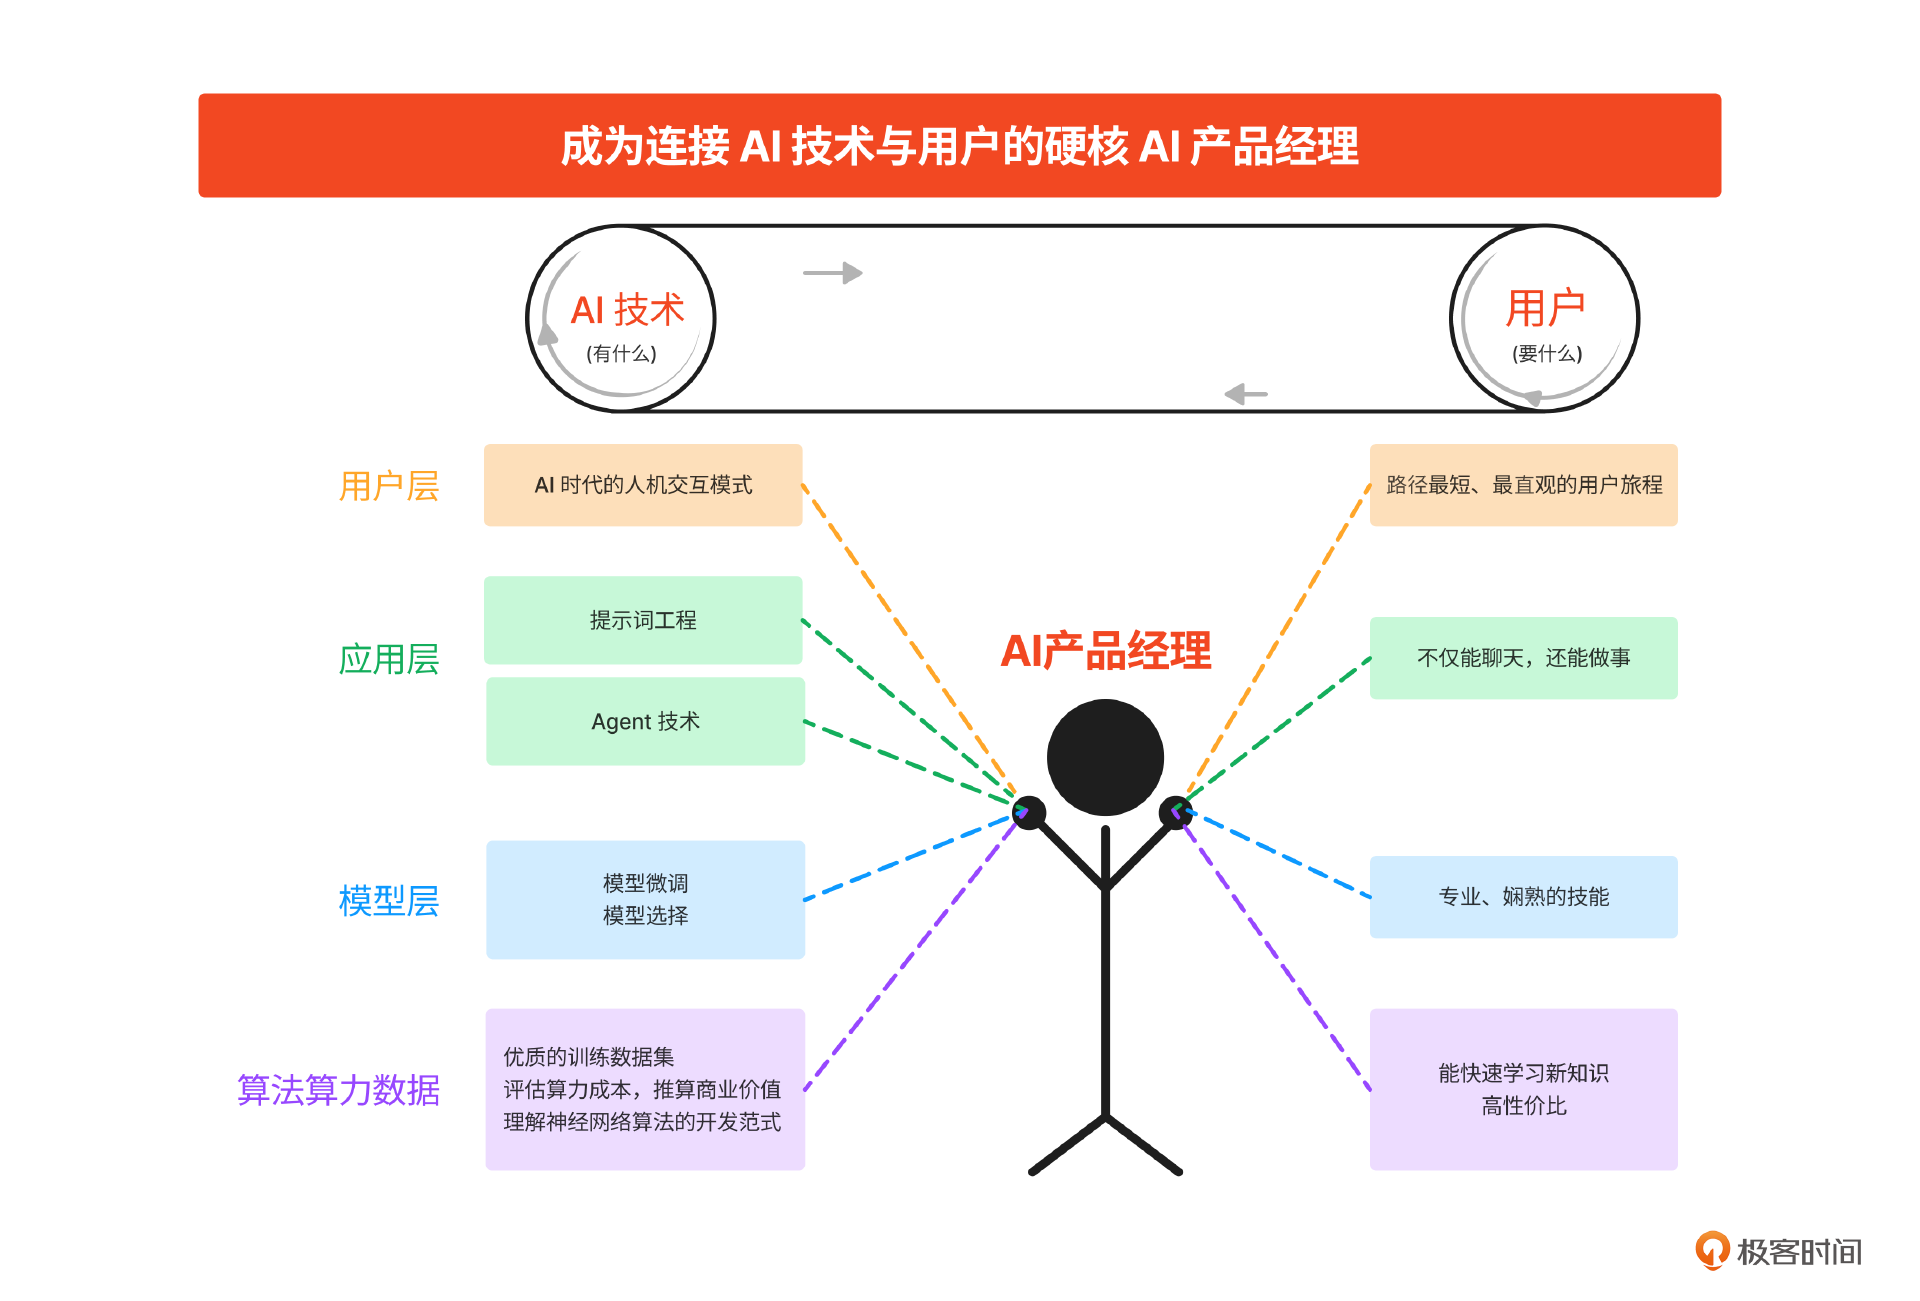 成为连接 AI 技术与用户的硬核 AI 产品经理
AI 技术
(有什么)
用户
(要什么)
用户层
AI 时代的人机交互模式
路径最短、最直观的用户旅程
应用层
提示词工程
Agent 技术
AI产品经理
不仅能聊天，还能做事
模型层
模型微调
模型选择
专业、娴熟的技能
算法算力数据
优质的训练数据集
评估算力成本，推算商业价值
理解神经网络算法的开发范式
能快速学习新知识
高性价比
极客时间